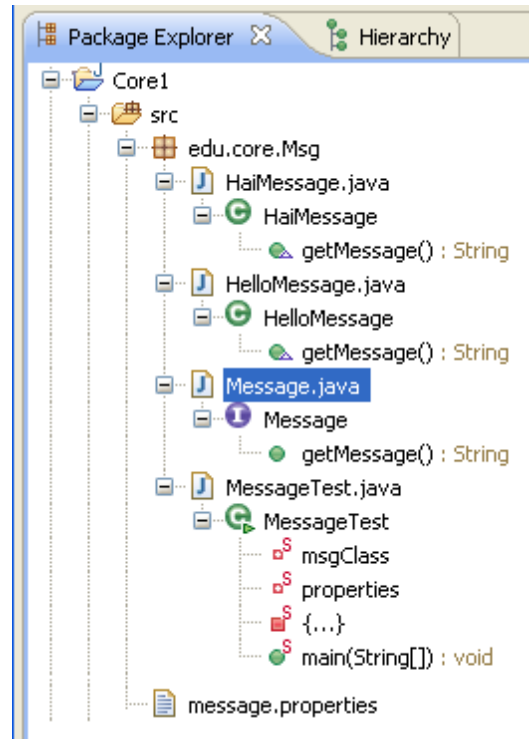 Package Explorer Hierarchy
Core1
src
edu.core.Msg
J HaiMessage.java
C HaiMessage
getMessage() : String
J HelloMessage.java
C HelloMessage
getMessage() : String
J Message.java
I Message
getMessage() : String
J MessageTest.java
C MessageTest
S msgClass
S properties
S {...}
S main(String[]) : void
message.properties